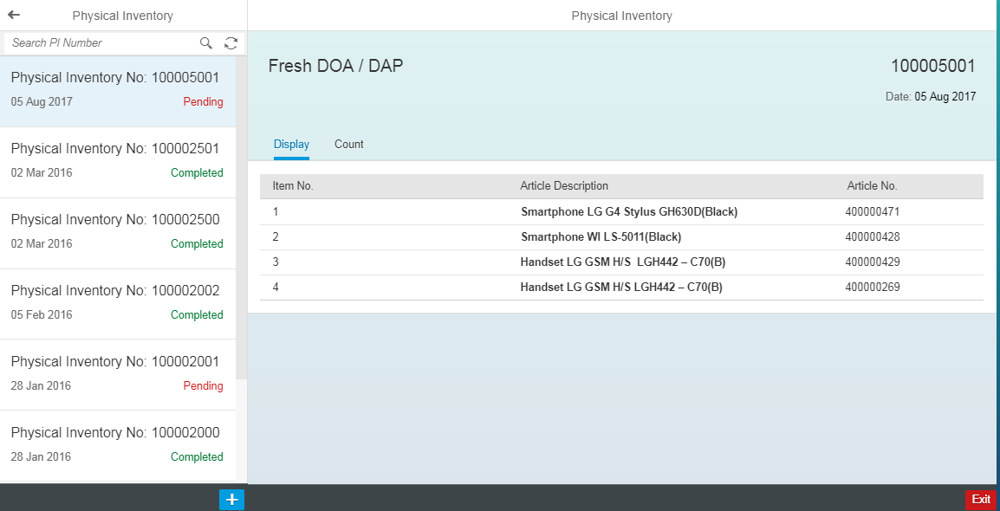 Physical Inventory
Search PI Number
Physical Inventory No: 100005001
05 Aug 2017 Pending
Physical Inventory No: 100002501
02 Mar 2016 Completed
Physical Inventory No: 100002500
02 Mar 2016 Completed
Physical Inventory No: 100002002
05 Feb 2016 Completed
Physical Inventory No: 100002001
28 Jan 2016 Pending
Physical Inventory No: 100002000
28 Jan 2016 Completed
+
Physical Inventory
Fresh DOA / DAP 100005001
Date: 05 Aug 2017
Display Count
Item No. Article Description Article No.
1 Smartphone LG G4 Stylus GH630D(Black) 400000471
2 Smartphone WI LS-5011(Black) 400000428
3 Handset LG GSM H/S  LGH442 – C70(B) 400000429
4 Handset LG GSM H/S LGH442 – C70(B) 400000269
Exit